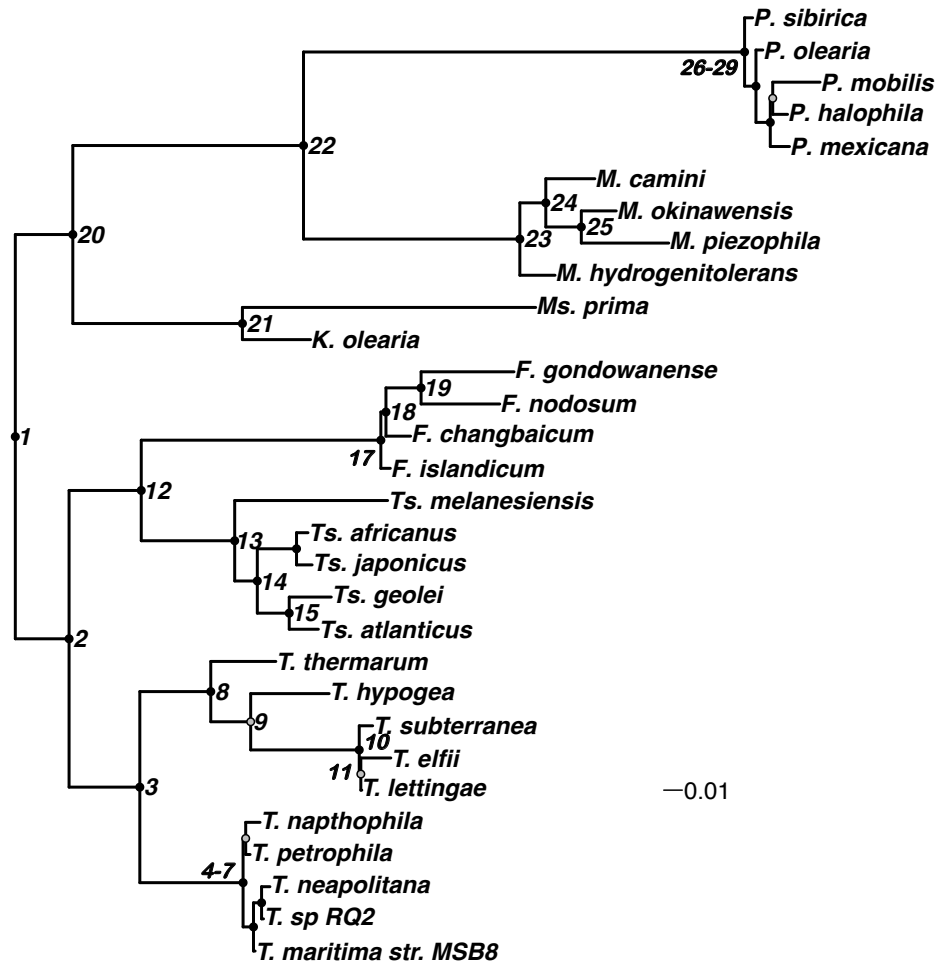 P. sibirica
P. olearia
26-29
P. mobilis
P. halophila
22
P. mexicana
M. camini
24
M. okinawensis
20
25
23
M. piezophila
M. hydrogenitolerans
Ms. prima
21
K. olearia
F. gondowanense
19
F. nodosum
18
1
F. changbaicum
17
F. islandicum
12
Ts. melanesiensis
Ts. africanus
13
Ts. japonicus
14
Ts. geolei
15
Ts. atlanticus
2
T. thermarum
8
T. hypogea
9
T. subterranea
10
T. elfii
11
3
T. lettingae
0.01
T. napthophila
T. petrophila
4-7
T. neapolitana
T. sp RQ2
T. maritima str. MSB8